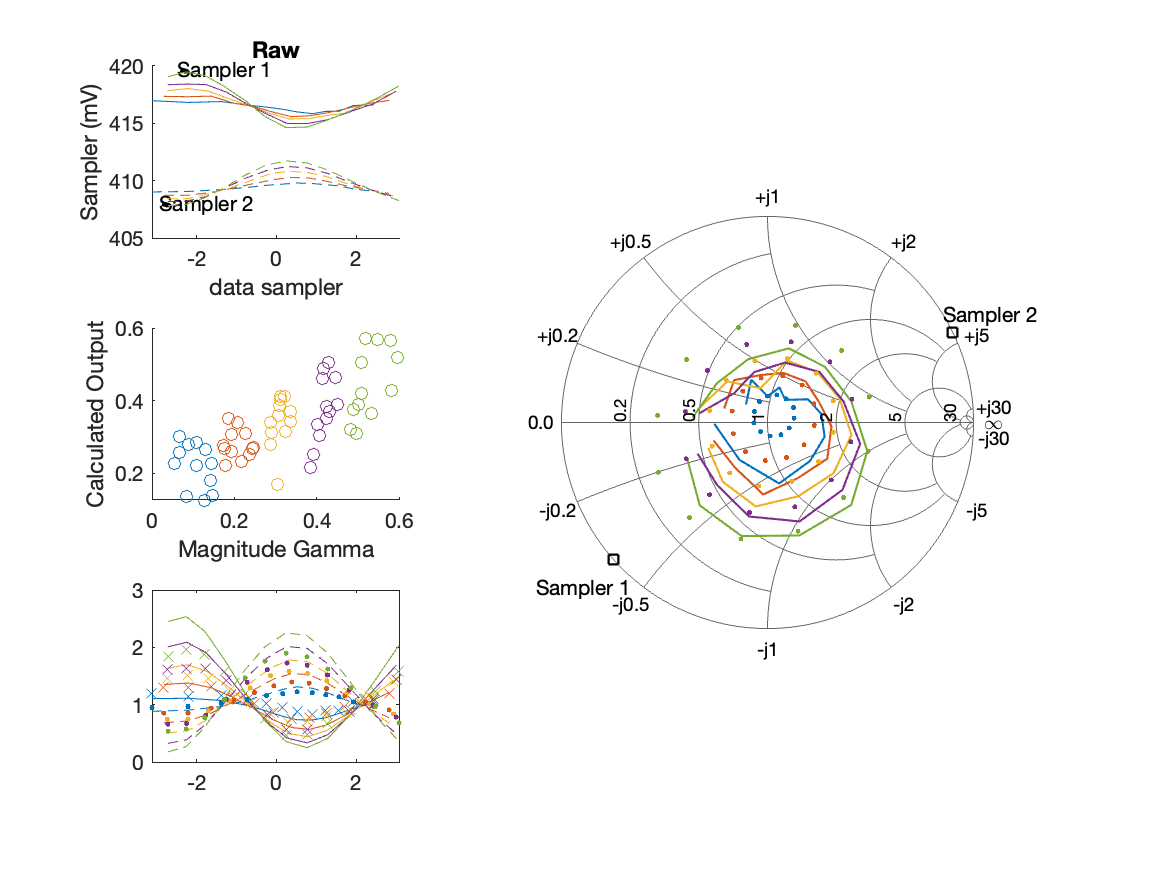 Raw
Sampler 1
Sampler 2
420
415
410
405
Sampler (mV)
-2
0
2
data sampler
0.6
0.4
0.2
Calculated Output
0
0.2
0.4
0.6
Magnitude Gamma
3
2
1
0
-2
0
2
+j1
+j0.5
+j2
Sampler 2
+j0.2
+j5
0.0
0.2
0.5
1
2
5
30
+j30
∞
-j30
-j0.2
-j5
Sampler 1
-j0.5
-j2
-j1